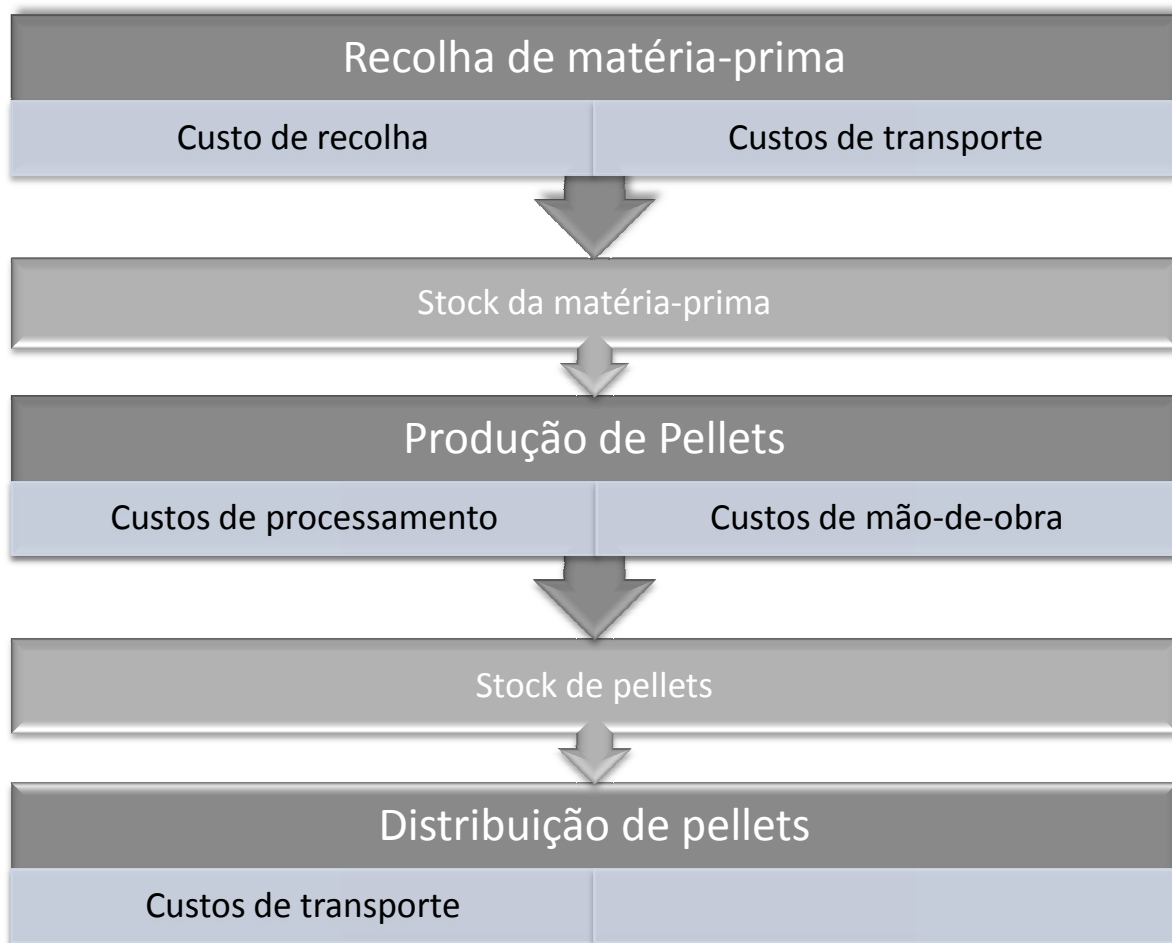 Recolha de matéria-prima
Custo de recolha
Custos de transporte
Stock da matéria-prima
Produção de Pellets
Custos de processamento
Custos de mão-de-obra
Stock de pellets
Distribuição de pellets
Custos de transporte